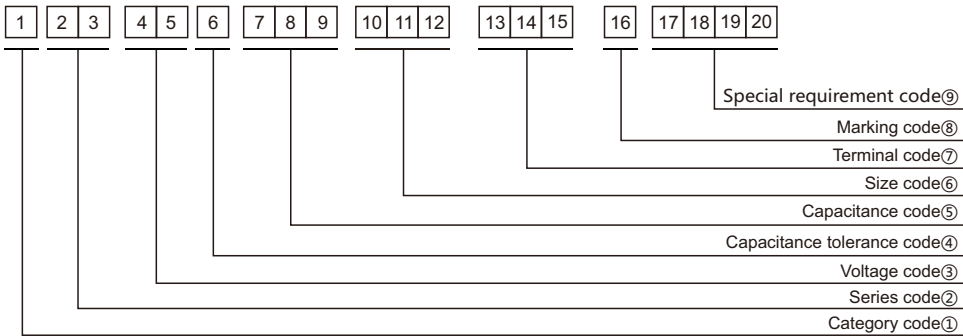 1 2 3 4 5 6 7 8 9 10 11 12 13 14 15 16 17 18 19 20
Special requirement code⑨
Marking code⑧
Terminal code⑦
Size code⑥
Capacitance code⑤
Capacitance tolerance code④
Voltage code③
Series code②
Category code①